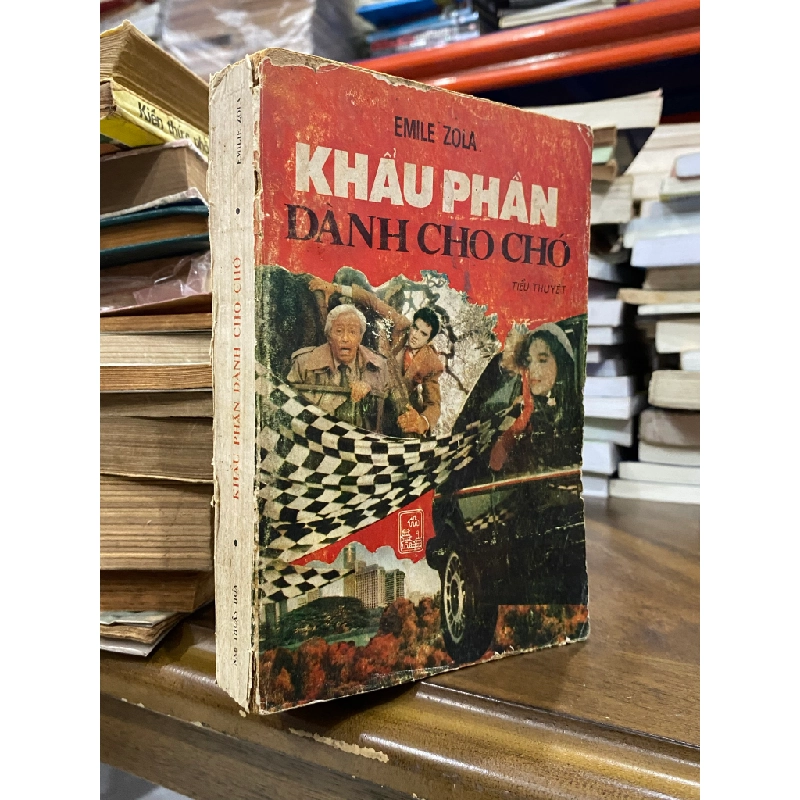 EMILE ZOLA
KHẨU PHẦN
DÀNH CHO CHÓ
TIỂU THUYẾT
EMILE ZOLA • KHẨU PHẦN DÀNH CHO CHÓ •
Kiến thức